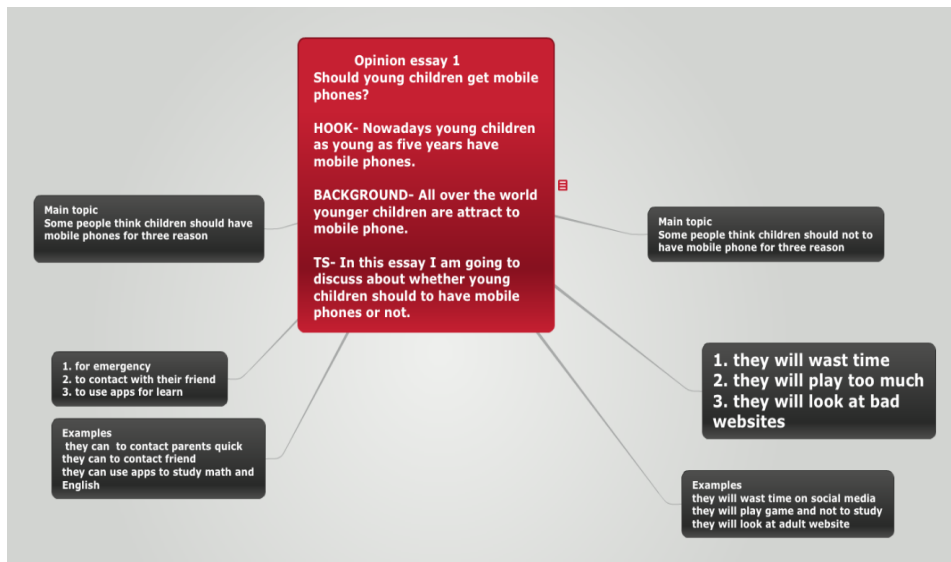 Opinion essay 1
Should young children get mobile
phones?
HOOK- Nowadays young children
as young as five years have
mobile phones.
BACKGROUND- All over the world
younger children are attract to
mobile phone.
TS- In this essay I am going to
discuss about whether young
children should to have mobile
phones or not.
Main topic
Some people think children should have
mobile phones for three reason
1. for emergency
2. to contact with their friend
3. to use apps for learn
Examples
they can to contact parents quick
they can to contact friend
they can use apps to study math and
English
Main topic
Some people think children should not to
have mobile phone for three reason
1. they will wast time
2. they will play too much
3. they will look at bad
websites
Examples
they will wast time on social media
they will play game and not to study
they will look at adult website